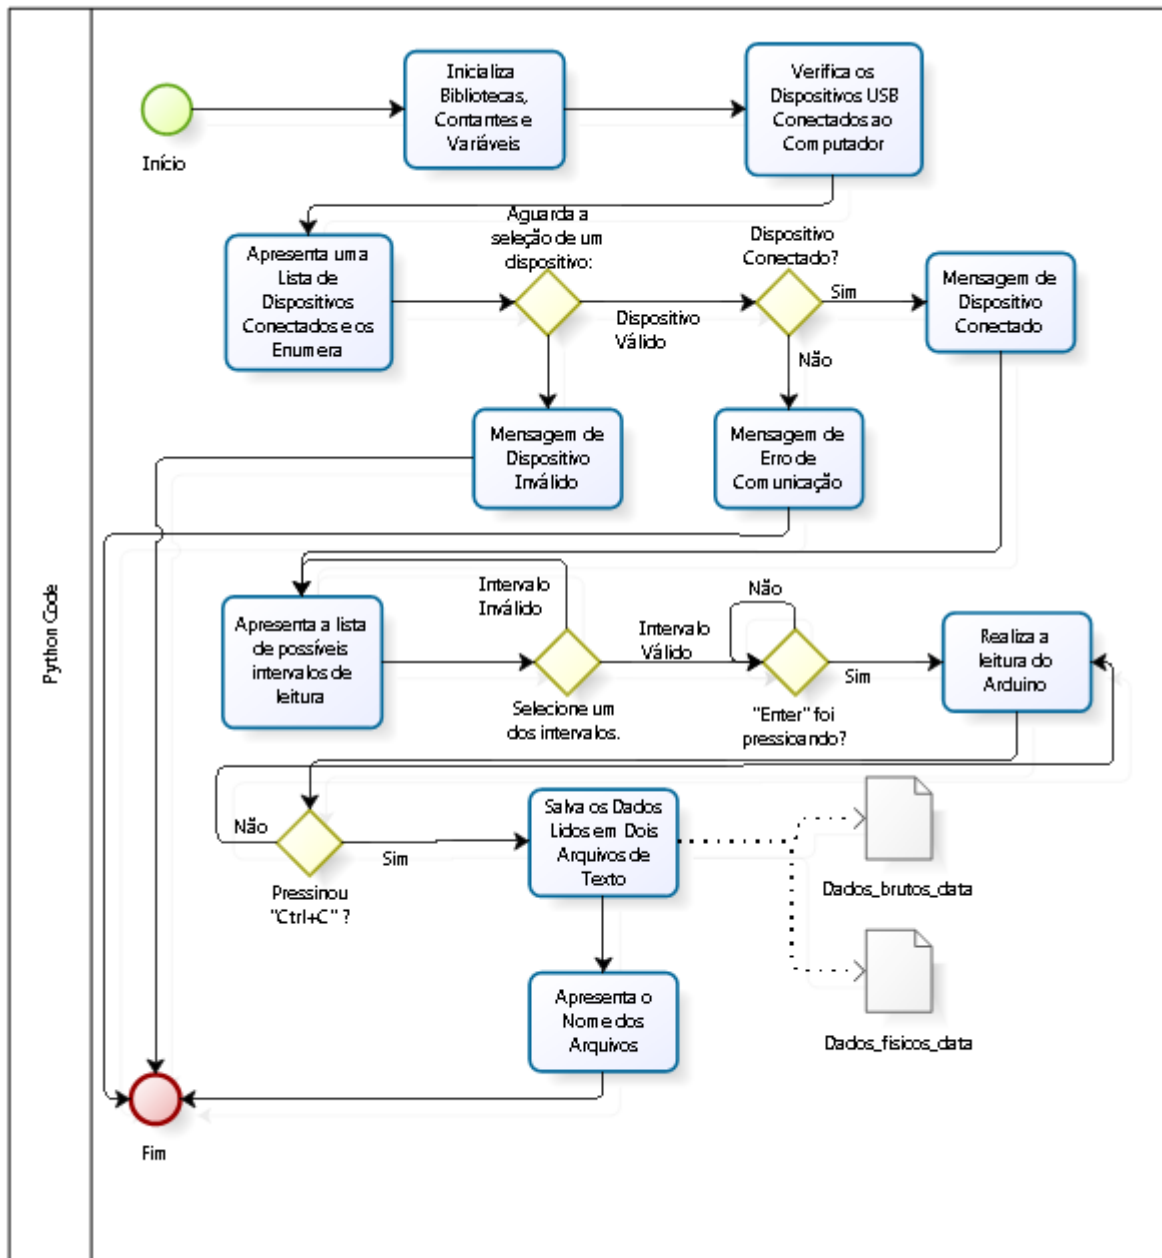 Python Code
Início
Inicializa
Bibliotecas,
Contantes e
Variáveis
Verifica os
Dispositivos USB
Conectados ao
Computador
Apresenta uma
Lista de
Dispositivos
Conectados e os
Enumera
Aguarda a
seleção de um
dispositivo:
Dispositivo
Válido
Dispositivo
Conectado?
Sim
Não
Mensagem de
Dispositivo
Conectado
Mensagem de
Dispositivo
Inválido
Mensagem de
Erro de
Comunicação
Apresenta a lista
de possíveis
intervalos de
leitura
Intervalo
Inválido
Selecione um
dos intervalos.
Intervalo
Válido
Não
Sim
"Enter" foi
pressioando?
Realiza a
leitura do
Arduino
Não
Sim
Pressinou
"Ctrl+C" ?
Salva os Dados
Lidos em Dois
Arquivos de
Texto
Dados_brutos_data
Dados_fisicos_data
Apresenta o
Nome dos
Arquivos
Fim